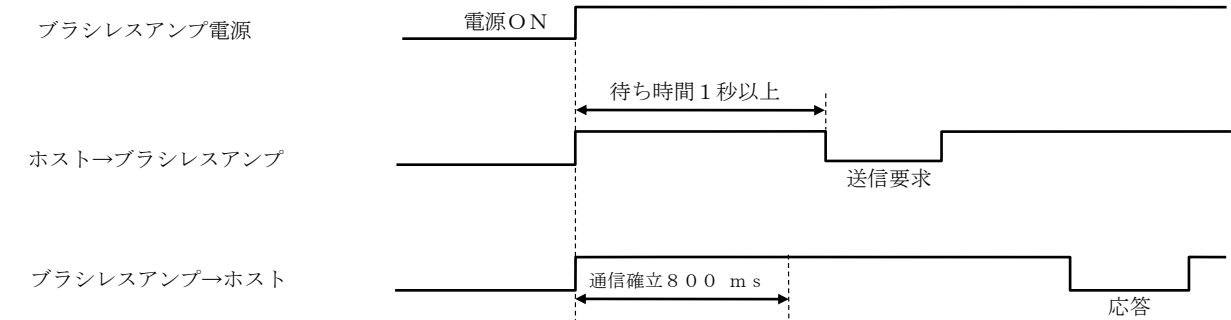 ブラシレスアンプ電源
電源ＯＮ
待ち時間１秒以上
ホスト→ブラシレスアンプ
送信要求
ブラシレスアンプ→ホスト
通信確立８００ ｍｓ
応答